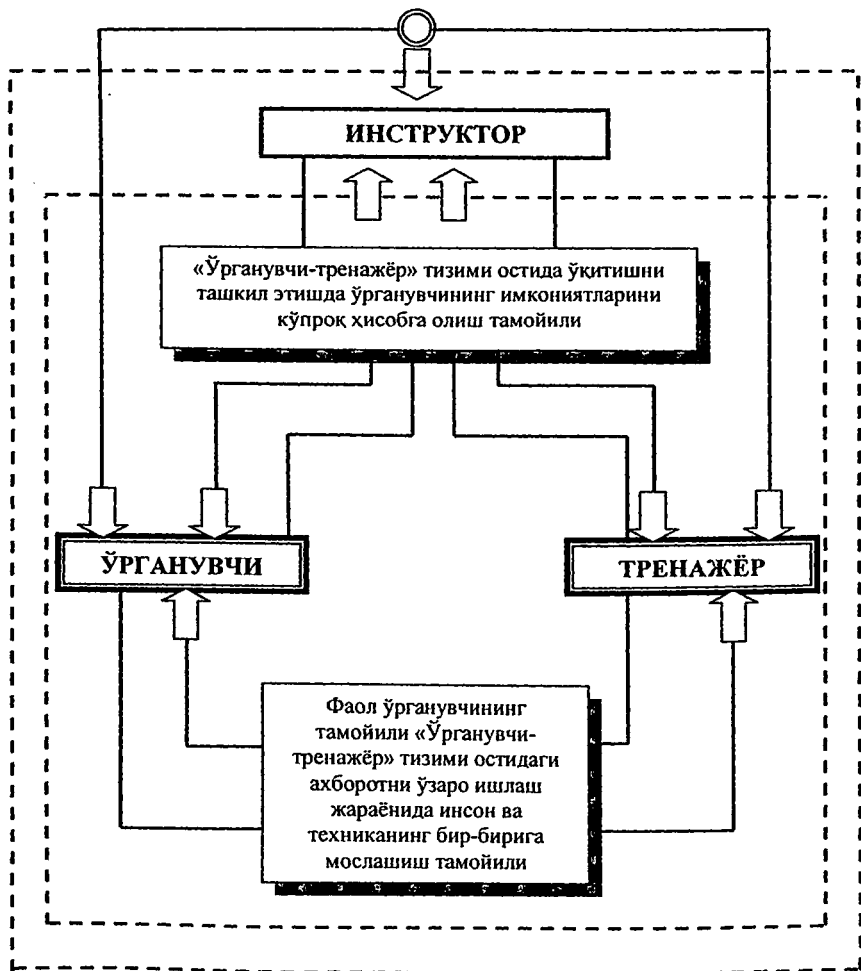 ИНСТРУКТОР
«Ўрганувчи-тренажёр» тизими остида ўқитишни
ташкил этишда ўрганувчининг имкониятларини
кўпроқ ҳисобга олиш тамойили
ЎРГАНУВЧИ
ТРЕНАЖЁР
Фаол ўрганувчининг
тамойили «Ўрганувчи-
тренажёр» тизими остидаги
ахборотни ўзаро ишлаш
жараёнида инсон ва
техниканинг бир-бирига
мослашиш тамойили